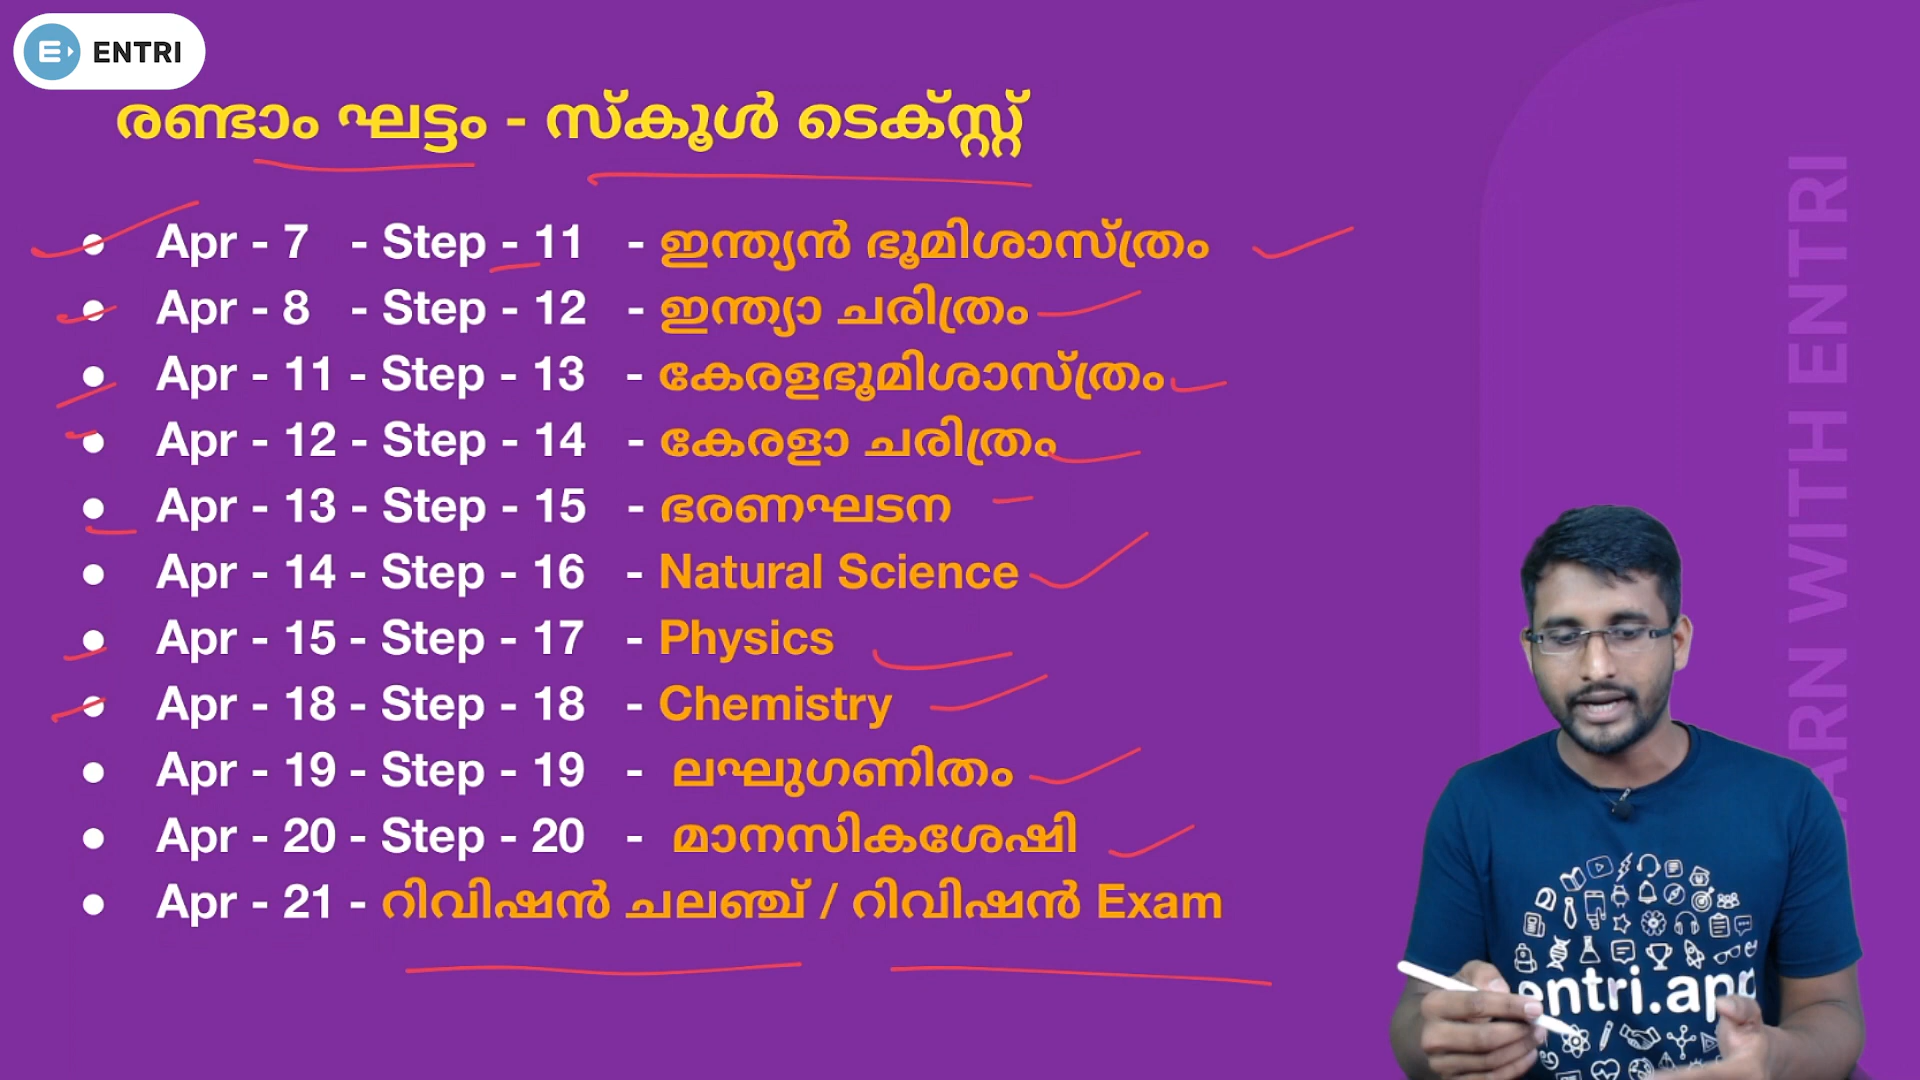 ENTRI
രണ്ടാം ഘട്ടം - സ്കൂൾ ടെക്സ്റ്റ്
• Apr - 7 - Step - 11 - ഇന്ത്യൻ ഭൂമിശാസ്ത്രം
• Apr - 8 - Step - 12 - ഇന്ത്യാ ചരിത്രം
• Apr - 11 - Step - 13 - കേരളഭൂമിശാസ്ത്രം
• Apr - 12 - Step - 14 - കേരളാ ചരിത്രം
• Apr - 13 - Step - 15 - ഭരണഘടന
• Apr - 14 - Step - 16 - Natural Science
• Apr - 15 - Step - 17 - Physics
• Apr - 18 - Step - 18 - Chemistry
• Apr - 19 - Step - 19 - ലഘുഗണിതം
• Apr - 20 - Step - 20 - മാനസികശേഷി
• Apr - 21 - റിവിഷൻ ചലഞ്ച് / റിവിഷൻ Exam
WITH ENTRI
entri.app